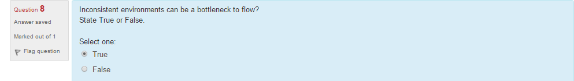 Question 8
Answer saved
Marked out of 1
Flag question
Inconsistent environments can be a bottleneck to flow?
State True or False.
Select one:
True
False